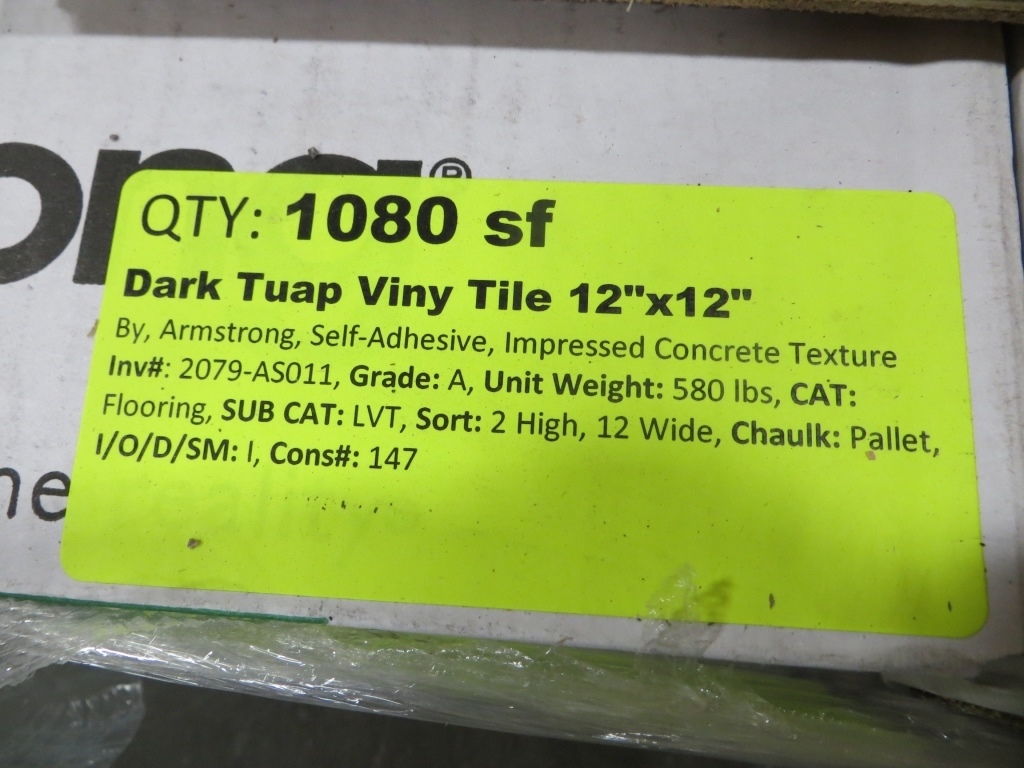 ong®
QTY: 1080 sf
Dark Tuap Viny Tile 12"x12"
By, Armstrong, Self-Adhesive, Impressed Concrete Texture
Inv#: 2079-AS011, Grade: A, Unit Weight: 580 lbs, CAT:
Flooring, SUB CAT: LVT, Sort: 2 High, 12 Wide, Chaulk: Pallet,
I/O/D/SM: I, Cons#: 147